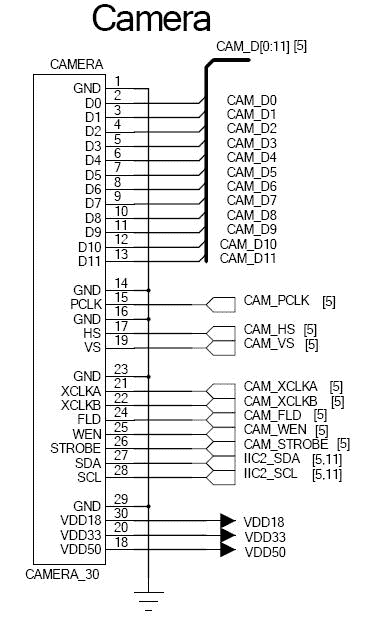 Camera
CAM_D[0:11] [5]
CAMERA
GND 1
D0 2 CAM_D0
D1 3 CAM_D1
D2 4 CAM_D2
D3 5 CAM_D3
D4 6 CAM_D4
D5 7 CAM_D5
D6 8 CAM_D6
D7 9 CAM_D7
D8 10 CAM_D8
D9 11 CAM_D9
D10 12 CAM_D10
D11 13 CAM_D11
GND 14
PCLK 15 CAM_PCLK [5]
GND 16
HS 17 CAM_HS [5]
VS 19 CAM_VS [5]
GND 23
XCLKA 21 CAM_XCLKA [5]
XCLKB 22 CAM_XCLKB [5]
FLD 24 CAM_FLD [5]
WEN 25 CAM_WEN [5]
STROBE 26 CAM_STROBE [5]
SDA 27 IIC2_SDA [5,11]
SCL 28 IIC2_SCL [5,11]
GND 29
VDD18 30 VDD18
VDD33 20 VDD33
VDD50 18 VDD50
CAMERA_30